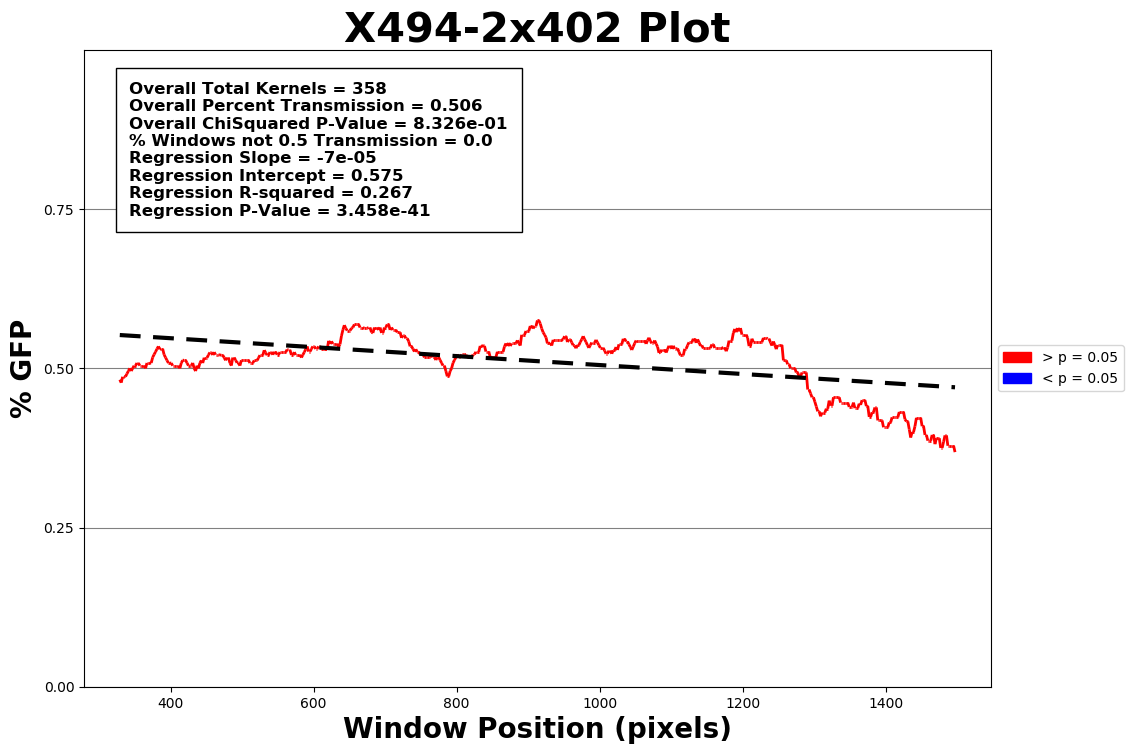 X494-2x402 Plot
Overall Total Kernels = 358
Overall Percent Transmission = 0.506
Overall ChiSquared P-Value = 8.326e-01
% Windows not 0.5 Transmission = 0.0
Regression Slope = -7e-05
Regression Intercept = 0.575
Regression R-squared = 0.267
Regression P-Value = 3.458e-41
0.75
0.50
0.25
0.00
% GFP
> p = 0.05
< p = 0.05
400 600 800 1000 1200 1400
Window Position (pixels)